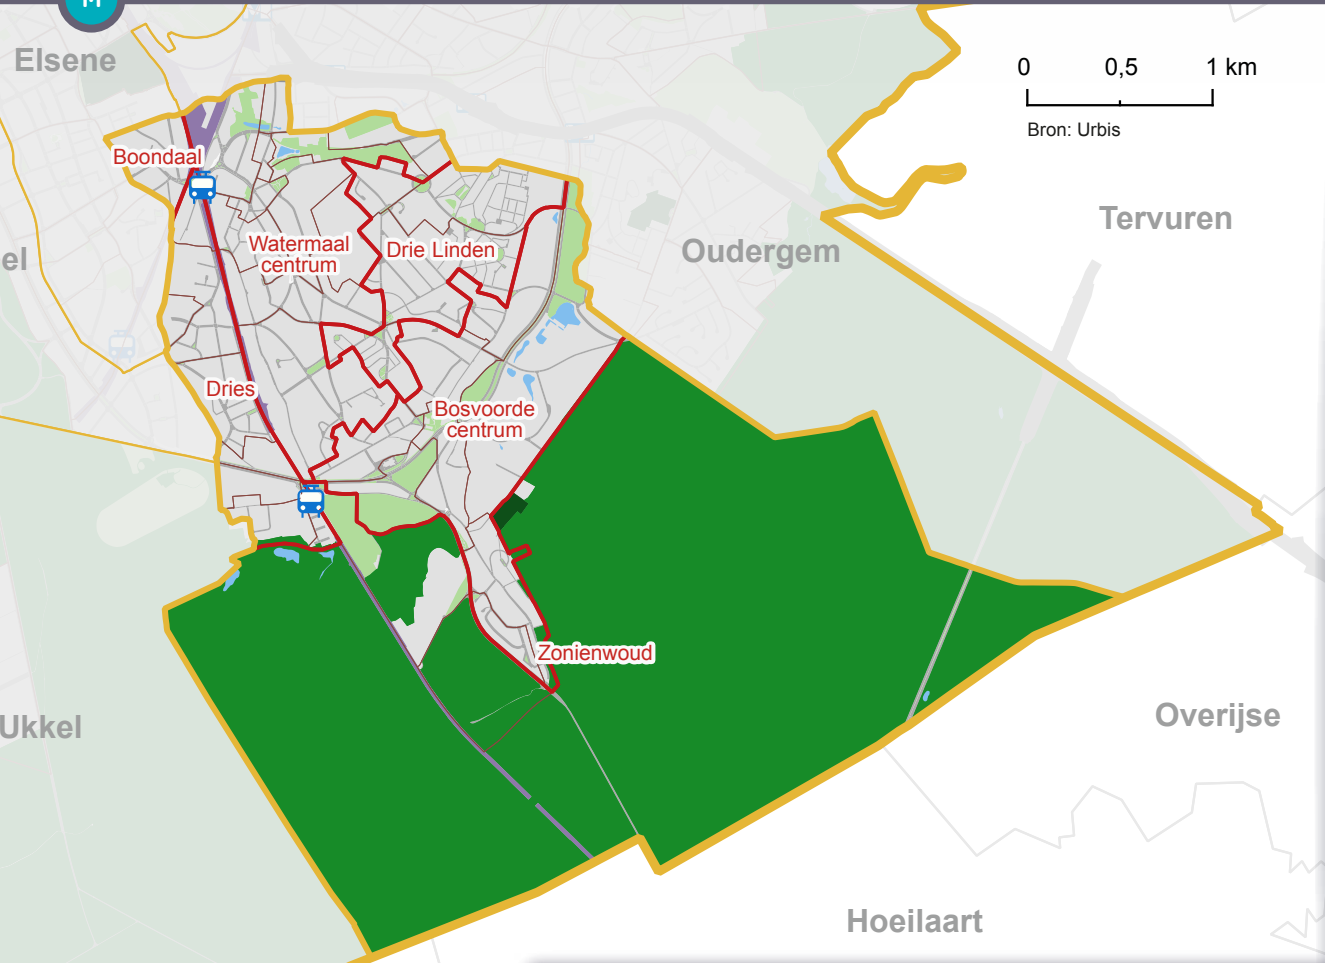 Elsene
0 0,5 1 km
Bron: Urbis
Boondaal
Tervuren
Watermaal
centrum
Drie Linden
Oudergem
el
Dries
Bosvoorde
centrum
Zonienwoud
Ukkel
Overijse
Hoeilaart